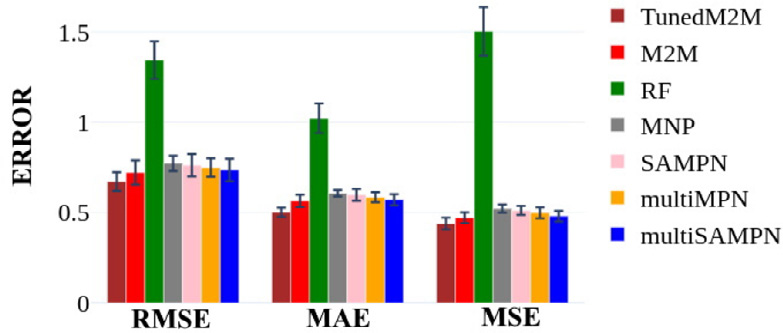 ERROR
1.5
1
0.5
0
RMSE
MAE
MSE
TunedM2M
M2M
RF
MNP
SAMPN
multiMPN
multiSAMPN